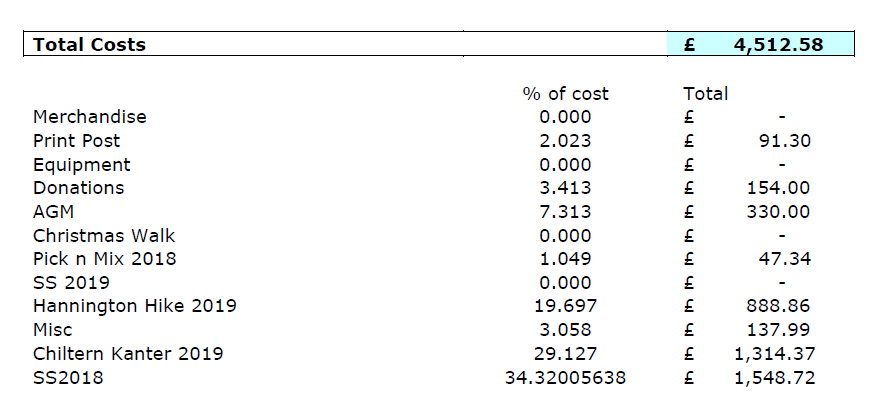 Total Costs £ 4,512.58
% of cost Total
Merchandise 0.000 £ -
Print Post 2.023 £ 91.30
Equipment 0.000 £ -
Donations 3.413 £ 154.00
AGM 7.313 £ 330.00
Christmas Walk 0.000 £ -
Pick n Mix 2018 1.049 £ 47.34
SS 2019 0.000 £ -
Hannington Hike 2019 19.697 £ 888.86
Misc 3.058 £ 137.99
Chiltern Kanter 2019 29.127 £ 1,314.37
SS2018 34.32005638 £ 1,548.72